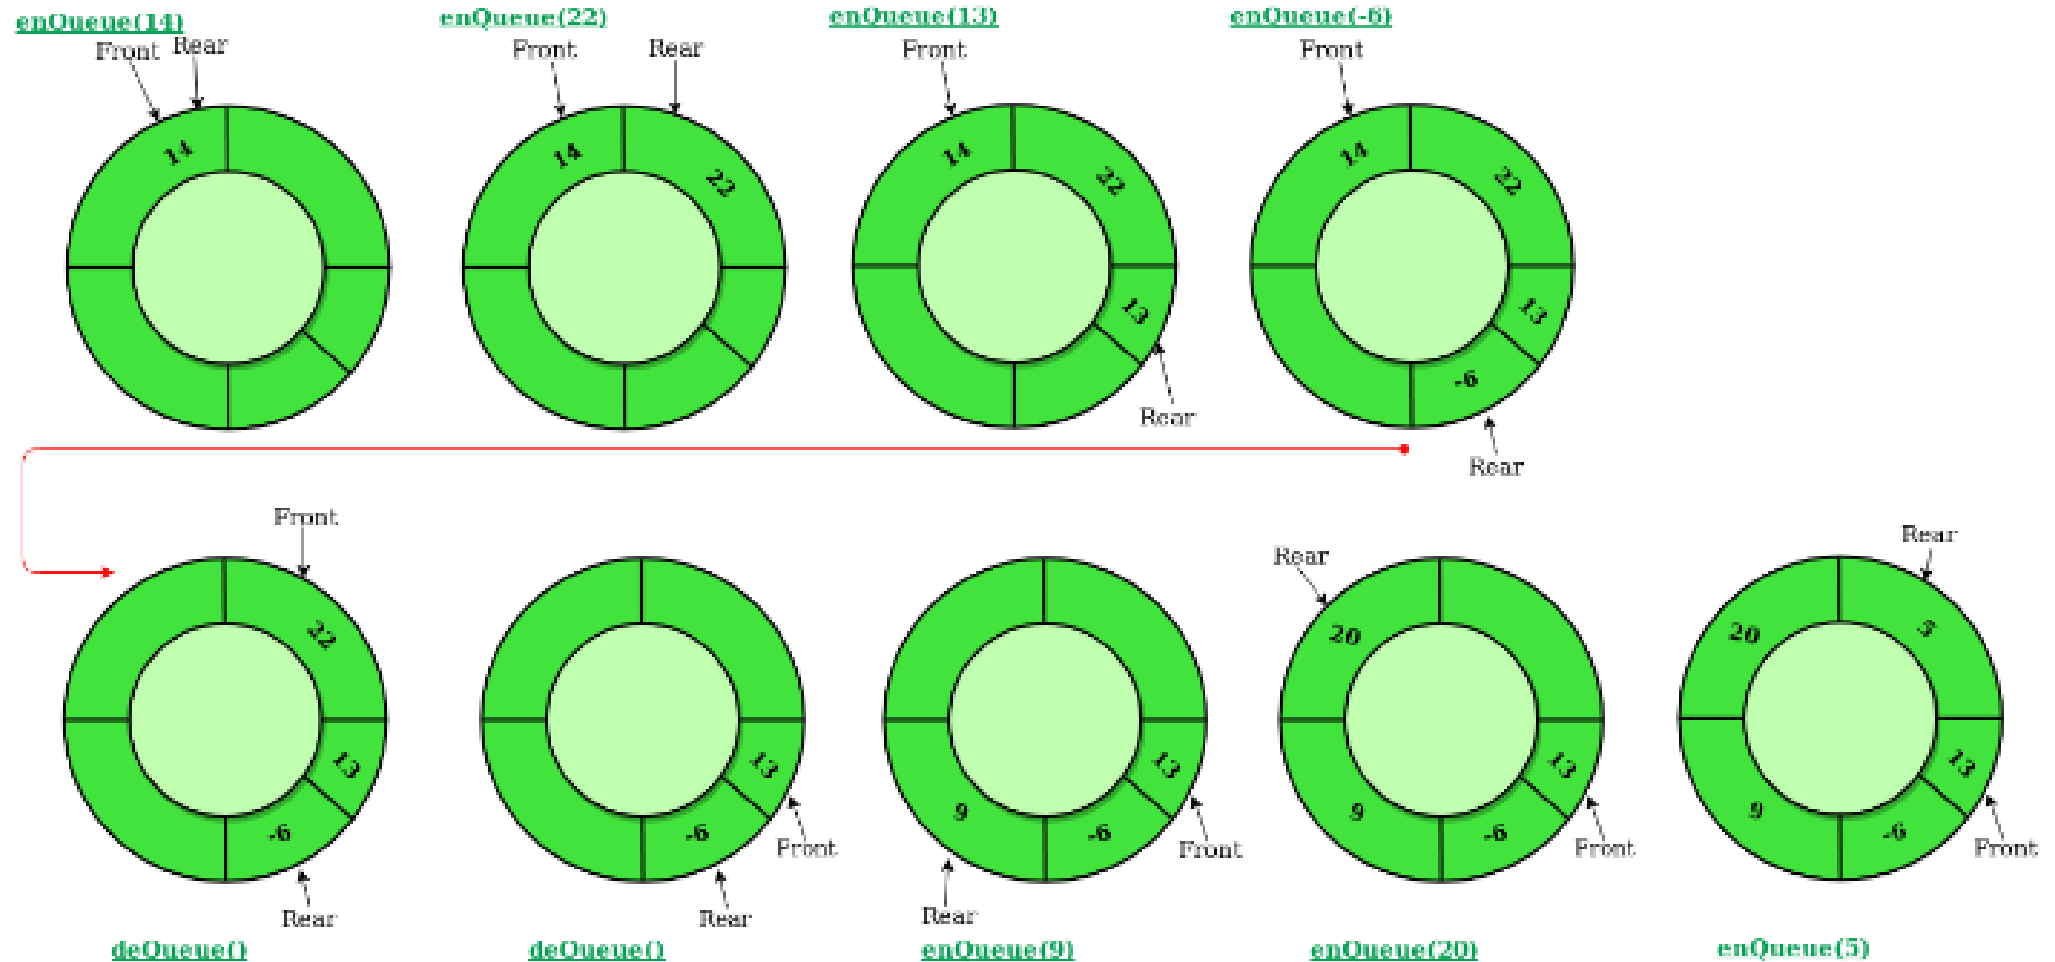 enQueue(14)
Front Rear
14
enQueue(22)
Front Rear
14
22
enQueue(13)
Front
14
22
13
Rear
enQueue(-6)
Front
14
22
13
-6
Rear
Front
22
13
-6
Rear
deQueue()
13
-6
Front
Rear
deQueue()
13
9
-6
Front
Rear
enQueue(9)
Rear
20
13
9
-6
Front
enQueue(20)
Rear
20
5
13
9
-6
Front
enQueue(5)